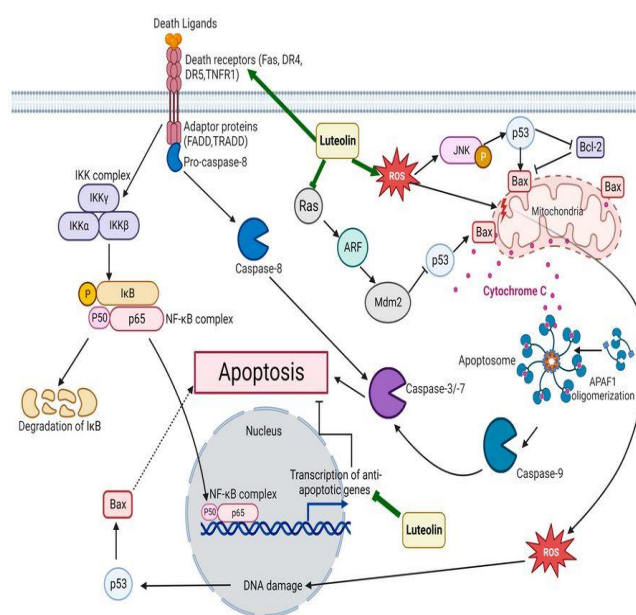 Death Ligands
Death receptors (Fas, DR4,
DR5,TNFR1)
Adaptor proteins
(FADD,TRADD)
Pro-caspase-8
Luteolin
ROS
JNK
P
p53
Bcl-2
Bax
Bax
Mitochondria
Bax
IKK complex
IKKγ
IKKα
IKKβ
Ras
ARF
p53
Mdm2
Caspase-8
Cytochrome C
P
IκB
P50
p65
NF-κB complex
Apoptosome
APAF1
oligomerization
Apoptosis
Caspase-3/-7
Degradation of IκB
Nucleus
Caspase-9
Transcription of anti-
apoptotic genes
NF-κB complex
P50
p65
Bax
Luteolin
ROS
p53
DNA damage